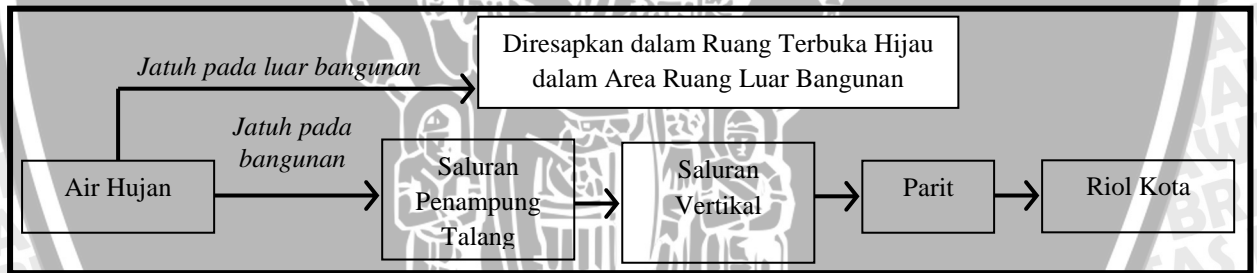 Diresapkan dalam Ruang Terbuka Hijau
dalam Area Ruang Luar Bangunan
Jatuh pada luar bangunan
Jatuh pada
bangunan
Air Hujan
Saluran
Penampung
Talang
Saluran
Vertikal
Parit
Riol Kota